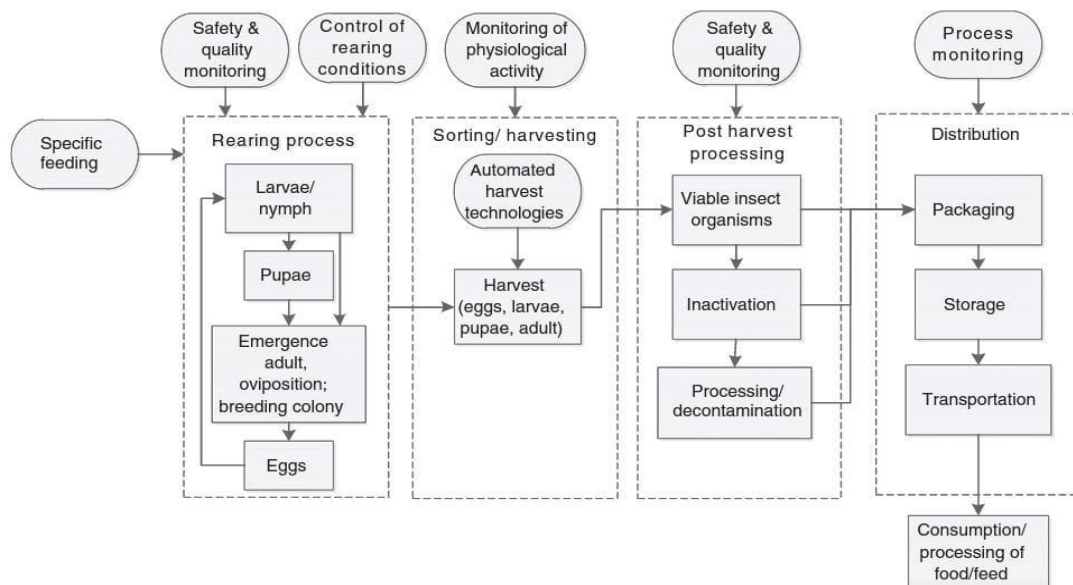 Safety &
quality
monitoring
Control of
rearing
conditions
Monitoring of
physiological
activity
Safety &
quality
monitoring
Process
monitoring
Specific
feeding
Rearing process
Larvae/
nymph
Pupae
Emergence
adult,
oviposition;
breeding colony
Eggs
Sorting/ harvesting
Automated
harvest
technologies
Harvest
(eggs, larvae,
pupae, adult)
Post harvest
processing
Viable insect
organisms
Inactivation
Processing/
decontamination
Distribution
Packaging
Storage
Transportation
Consumption/
processing of
food/feed